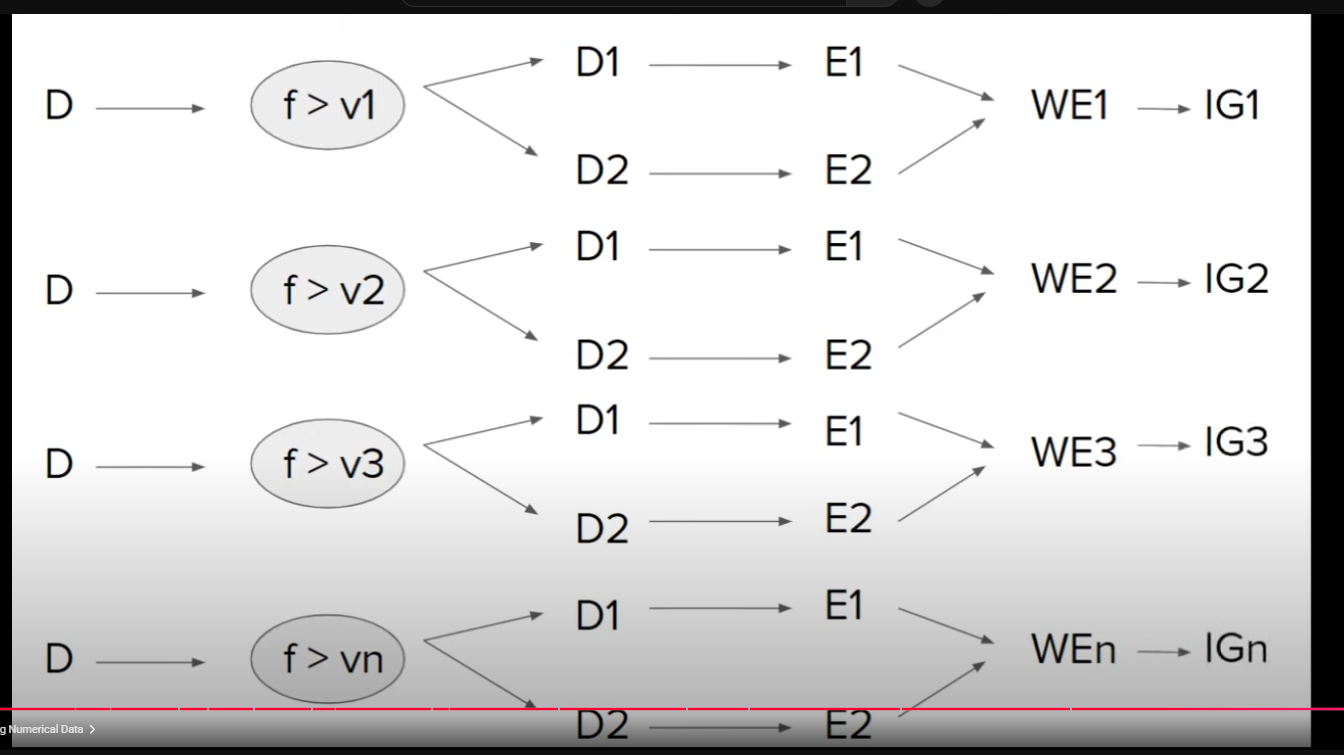 D f > v1 D1 E1 WE1 IG1
D2 E2
D f > v2 D1 E1 WE2 IG2
D2 E2
D f > v3 D1 E1 WE3 IG3
D2 E2
D f > vn D1 E1 WEn IGn
D2 E2
g Numerical Data